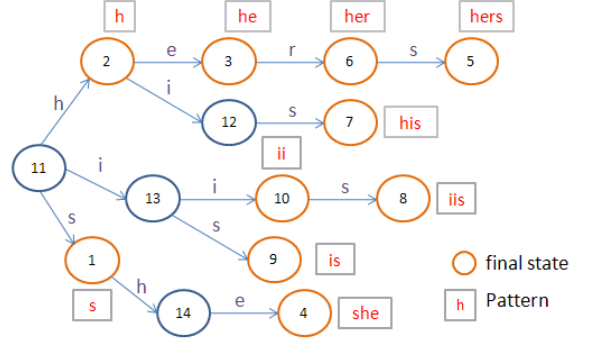 h he her hers
2 e 3 r 6 s 5
h i
12 s 7 his
ii
11 i 13 i 10 s 8 iis
s s
1 9 is final state
s h 14 e 4 she h Pattern